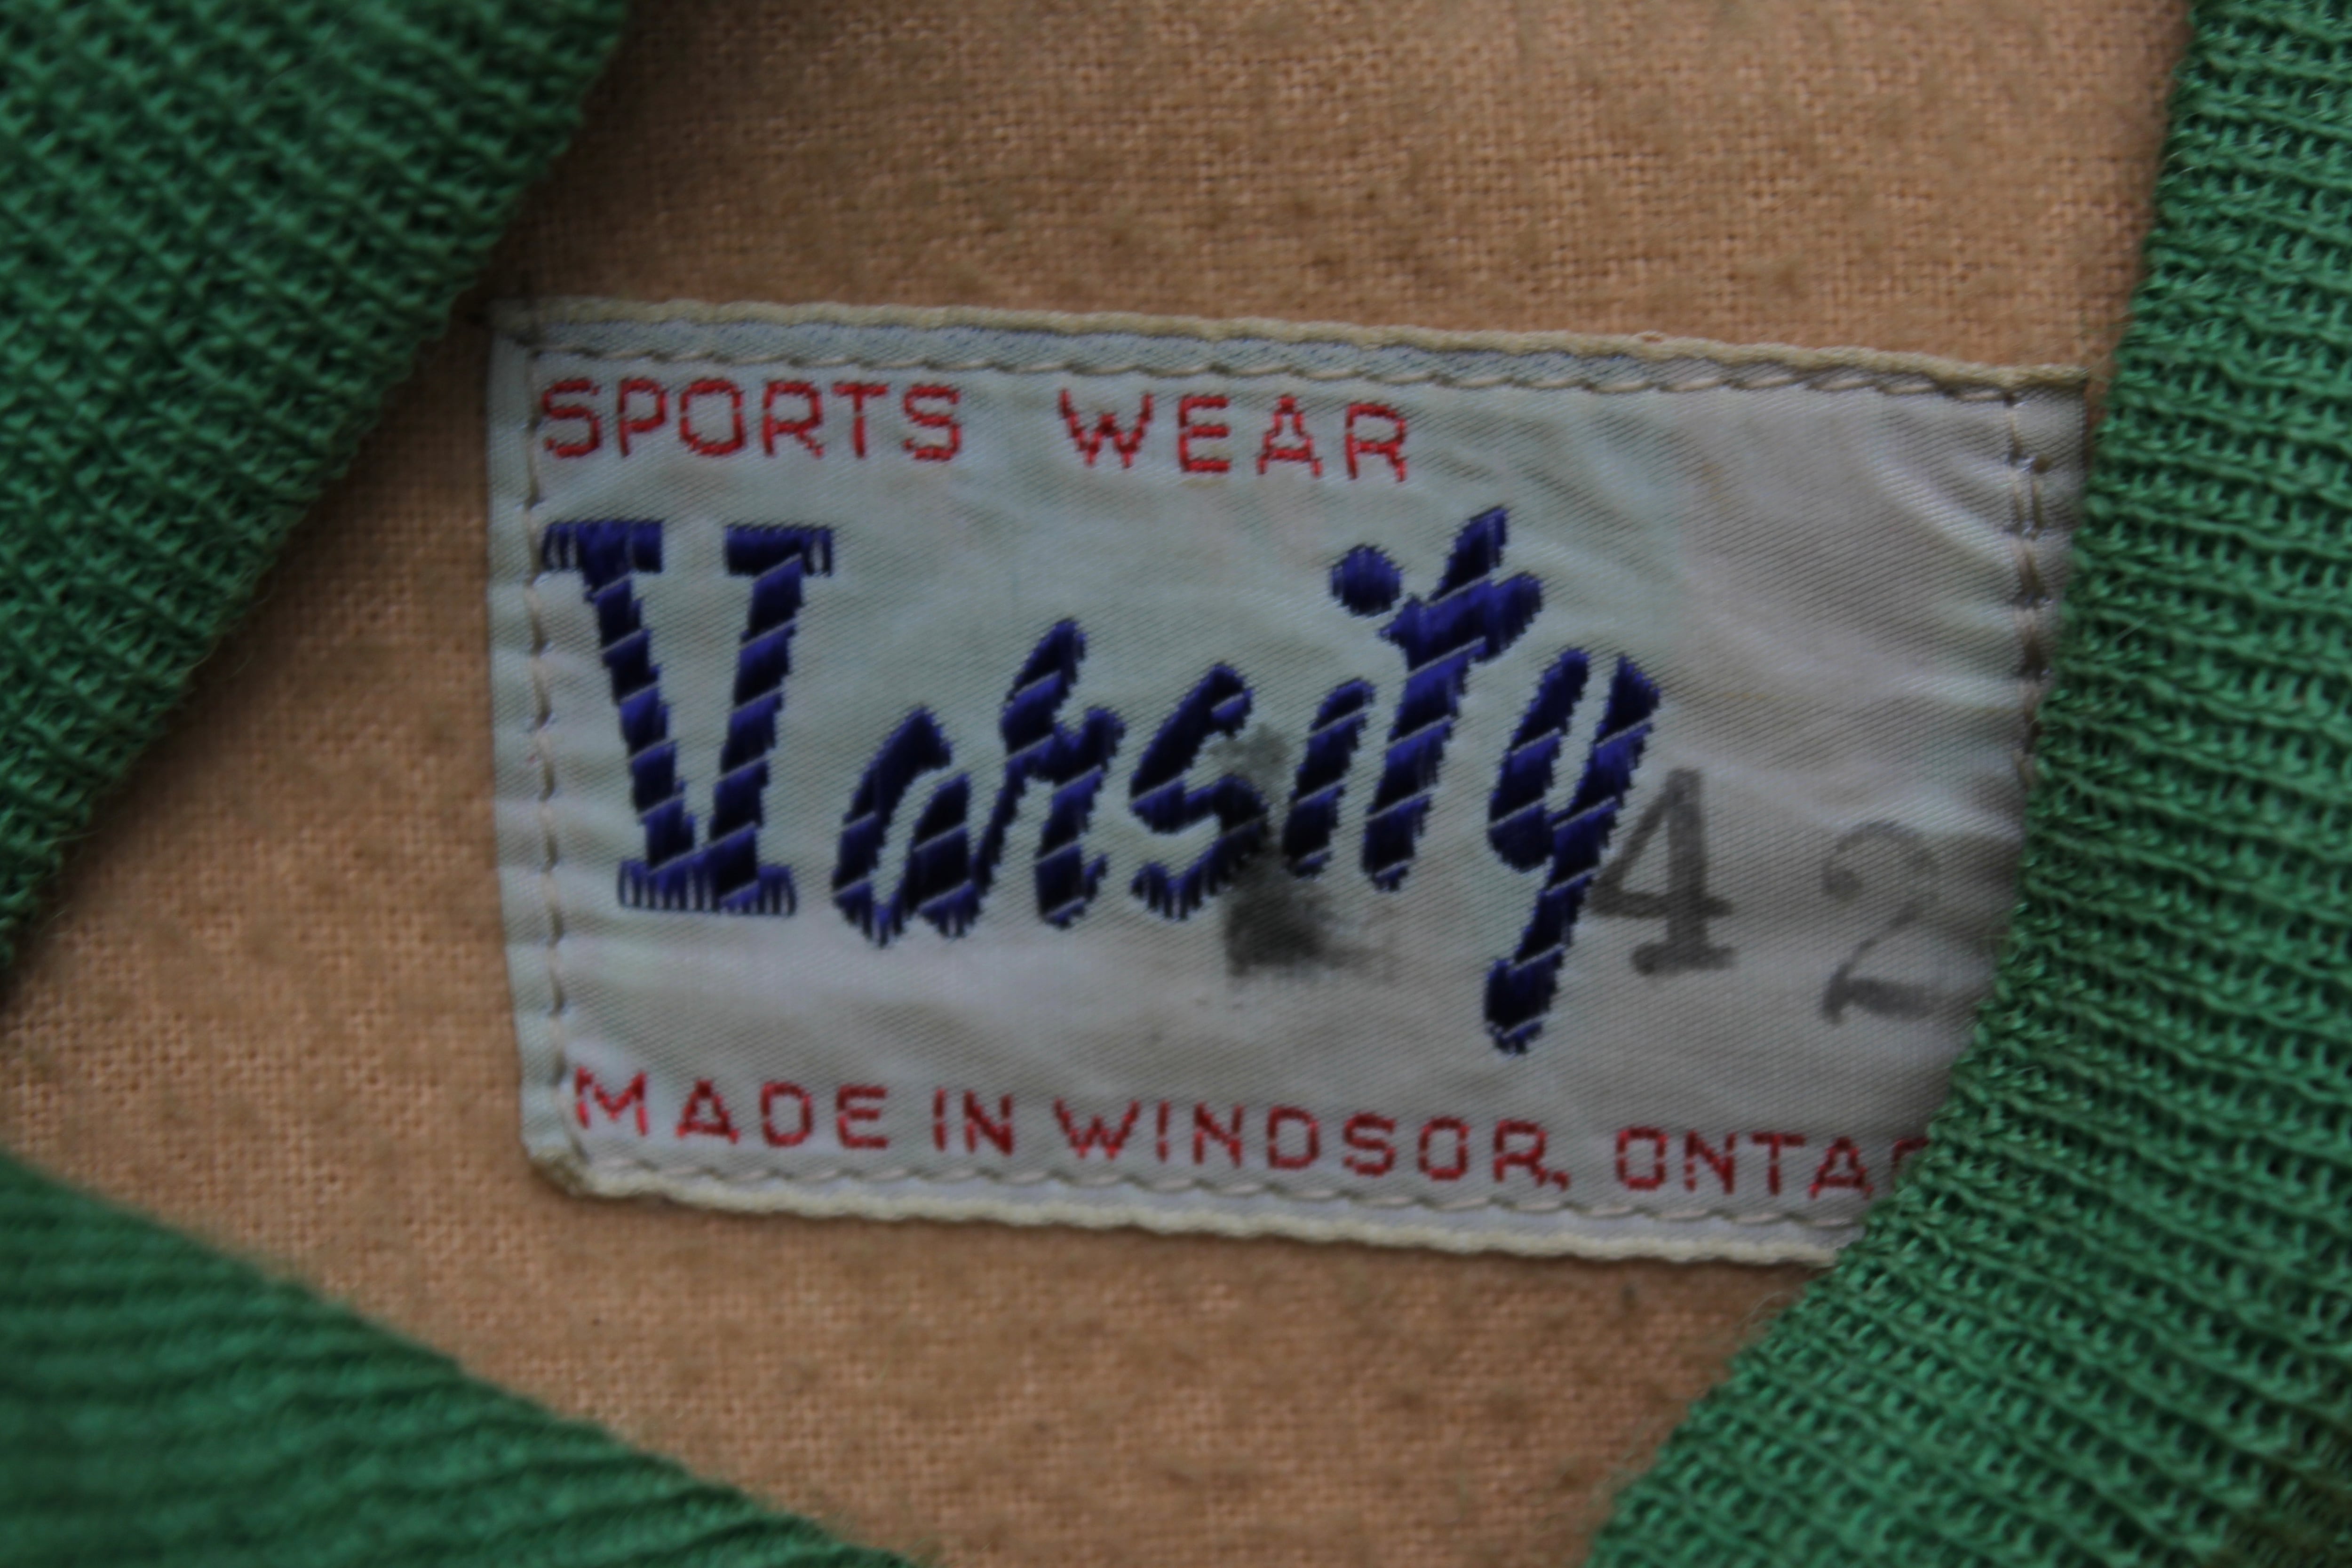 SPORTS WEAR
Varsity
42
MADE IN WINDSOR, ONTA